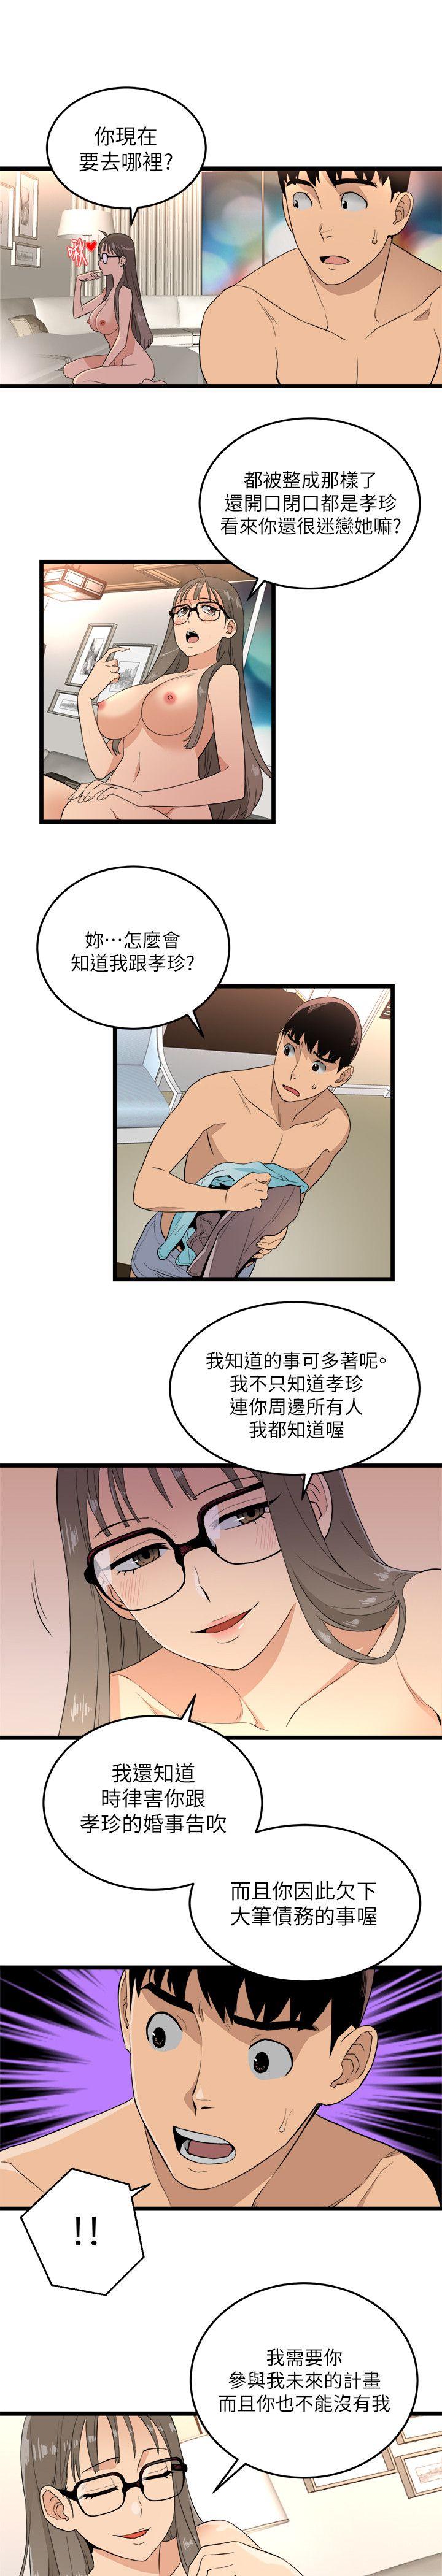 你現在
要去哪裡?
啾♥
都被整成那樣了
還開口閉口都是孝珍
看來你還很迷戀她嘛?
妳…怎麼會
知道我跟孝珍?
我知道的事可多著呢。
我不只知道孝珍
連你周邊所有人
我都知道喔
我還知道
時律害你跟
孝珍的婚事告吹
而且你因此欠下
大筆債務的事喔
!!
我需要你
參與我未來的計畫
而且你也不能沒有我